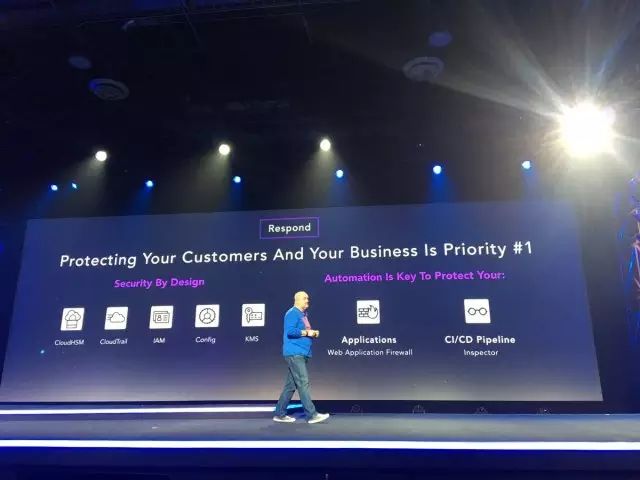 Respond
Protecting Your Customers And Your Business Is Priority #1
Security By Design
Automation Is Key To Protect Your:
CloudHSM
CloudTrail
IAM
Config
KMS
Applications
Web Application Firewall
CI/CD Pipeline
Inspector